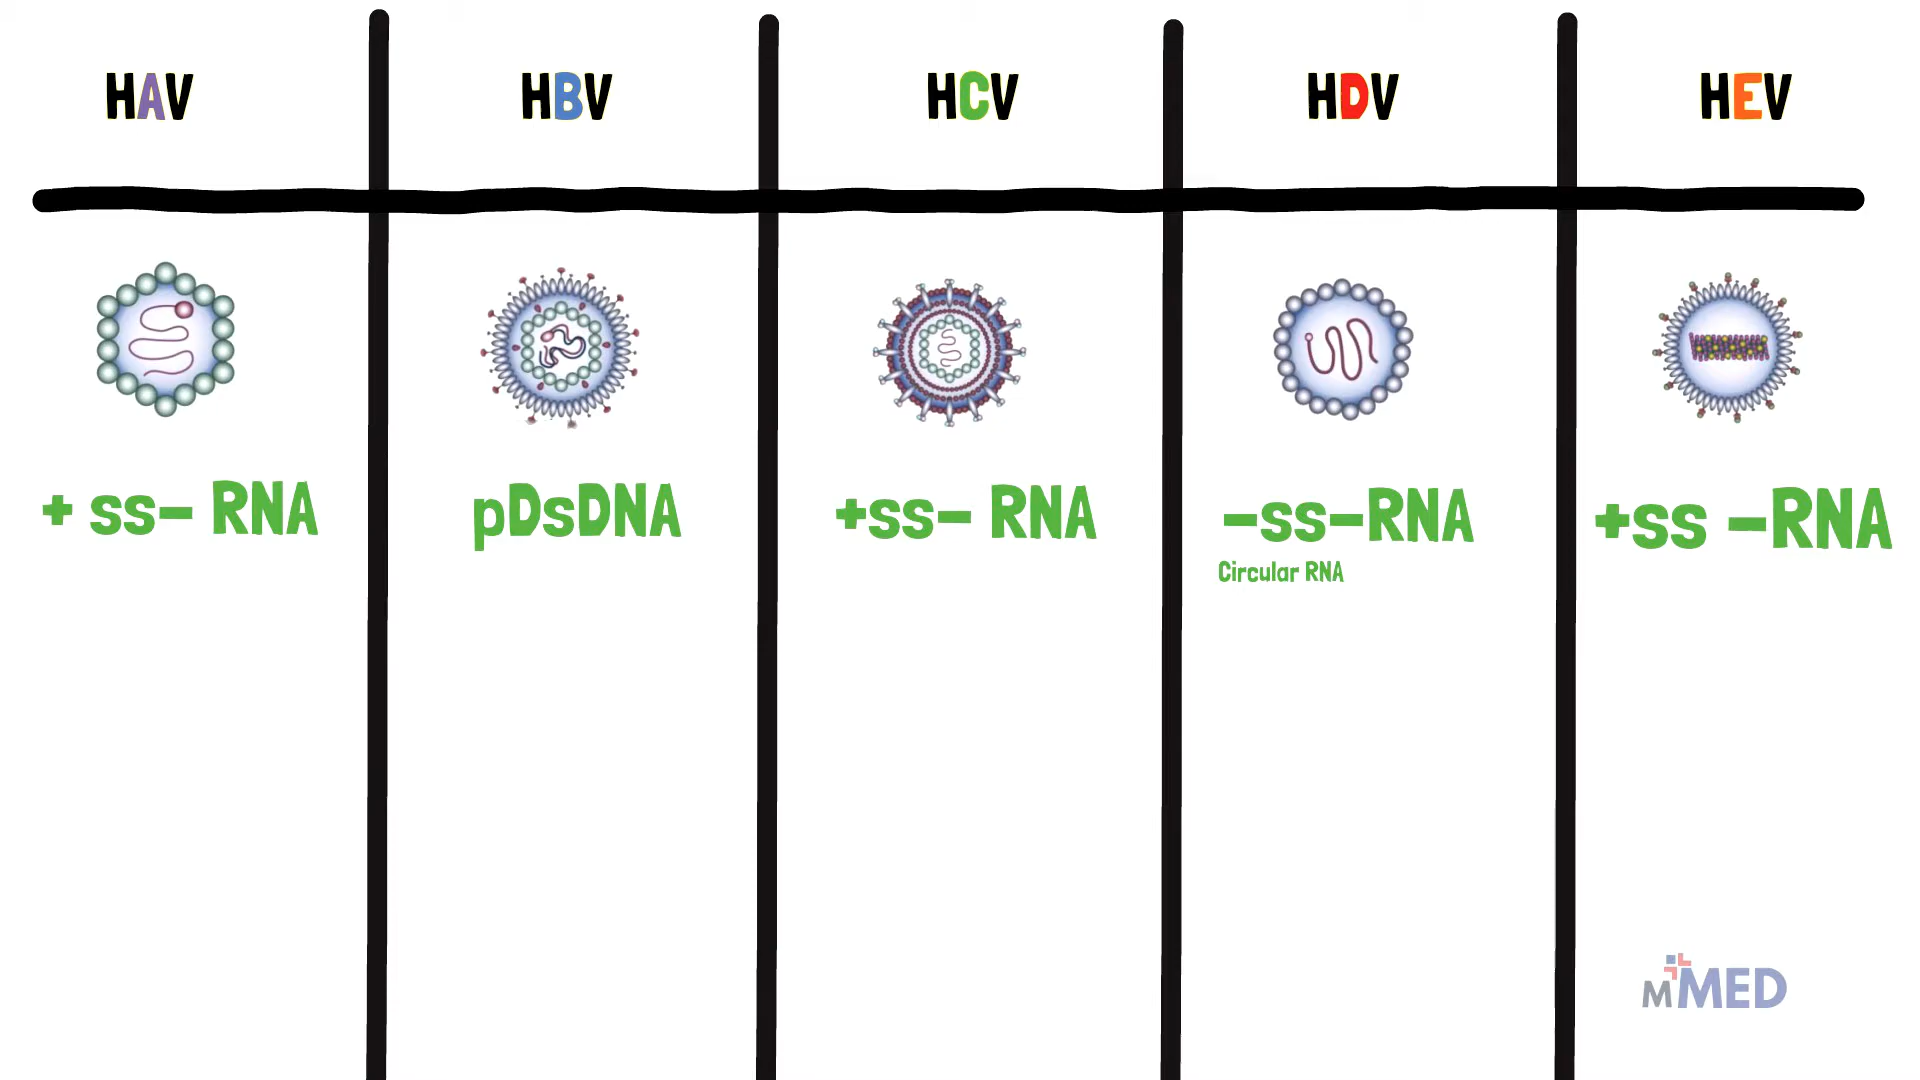 HAV
HBV
HCV
HDV
HEV
+ ss- RNA
pDsDNA
+ss- RNA
-ss-RNA
Circular RNA
+ss -RNA
MMED